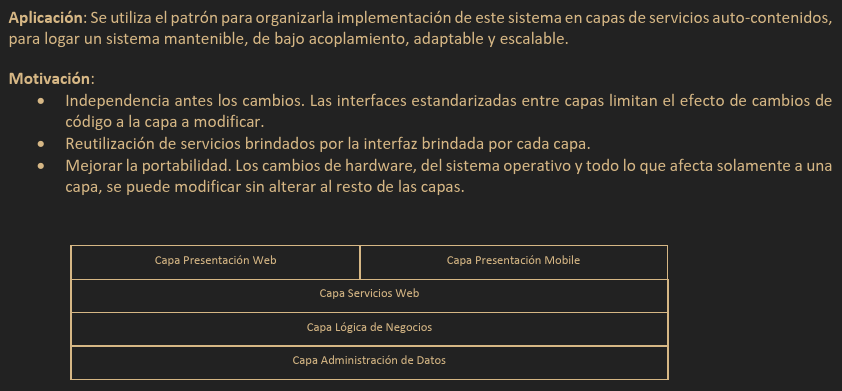 Aplicación: Se utiliza el patrón para organizarla implementación de este sistema en capas de servicios auto-contenidos,
para logar un sistema mantenible, de bajo acoplamiento, adaptable y escalable.
Motivación:
• Independencia antes los cambios. Las interfaces estandarizadas entre capas limitan el efecto de cambios de
código a la capa a modificar.
• Reutilización de servicios brindados por la interfaz brindada por cada capa.
• Mejorar la portabilidad. Los cambios de hardware, del sistema operativo y todo lo que afecta solamente a una
capa, se puede modificar sin alterar al resto de las capas.
Capa Presentación Web
Capa Presentación Mobile
Capa Servicios Web
Capa Lógica de Negocios
Capa Administración de Datos